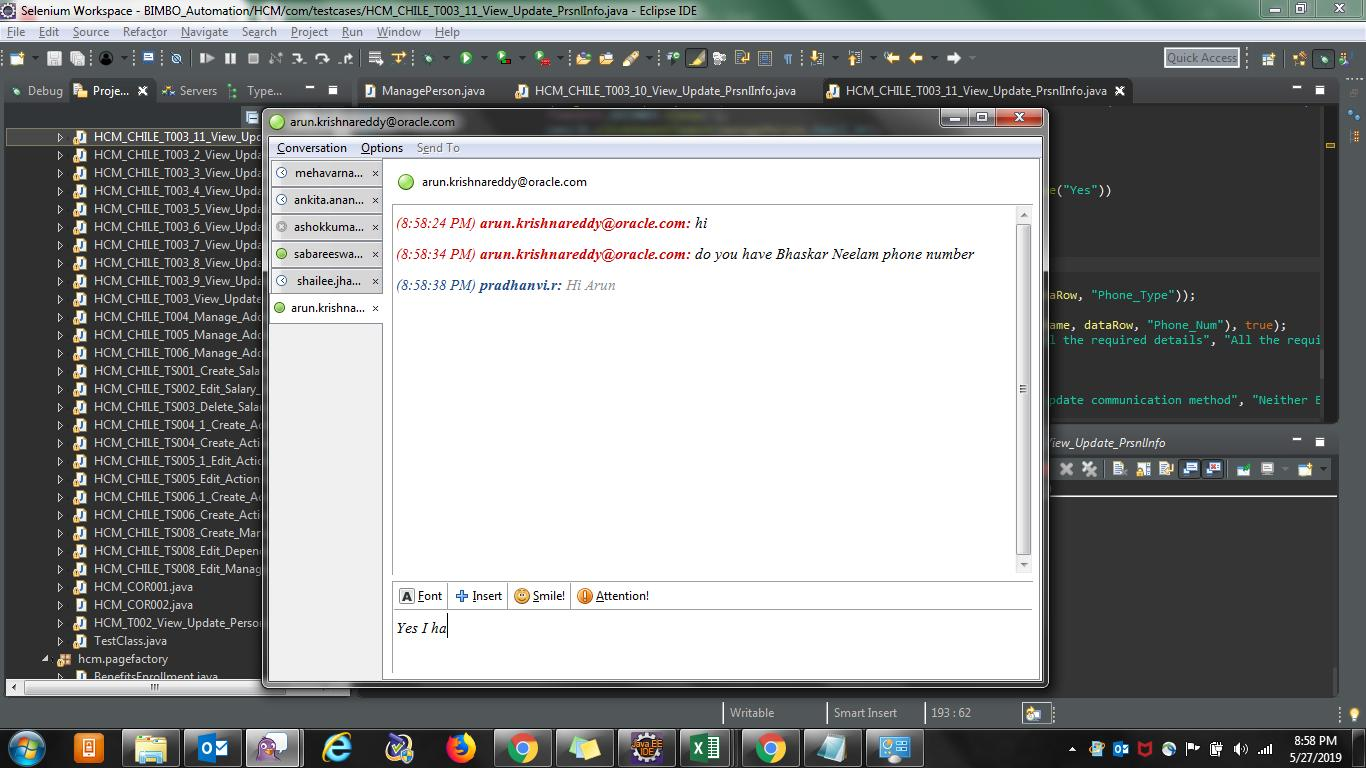 Selenium Workspace - BIMBO_Automation/HCM/com/testcases/HCM_CHILE_T003_11_View_Update_PrsnlInfo.java - Eclipse IDE
File Edit Source Refactor Navigate Search Project Run Window Help
Quick Access
Debug Proje... Servers Type...
ManagePerson.java HCM_CHILE_T003_10_View_Update_PrsnlInfo.java HCM_CHILE_T003_11_View_Update_PrsnlInfo.java
HCM_CHILE_T003_11_View_Upd
HCM_CHILE_T003_2_View_Upda
HCM_CHILE_T003_3_View_Upda
HCM_CHILE_T003_4_View_Upda
HCM_CHILE_T003_5_View_Upda
HCM_CHILE_T003_6_View_Upda
HCM_CHILE_T003_7_View_Upda
HCM_CHILE_T003_8_View_Upda
HCM_CHILE_T003_9_View_Upda
HCM_CHILE_T003_View_Update
HCM_CHILE_T004_Manage_Add
HCM_CHILE_T005_Manage_Add
HCM_CHILE_T006_Manage_Add
HCM_CHILE_TS001_Create_Sala
HCM_CHILE_TS002_Edit_Salary_
HCM_CHILE_TS003_Delete_Salar
HCM_CHILE_TS004_1_Create_Ac
HCM_CHILE_TS004_Create_Acti
HCM_CHILE_TS005_1_Edit_Actio
HCM_CHILE_TS005_Edit_Action
HCM_CHILE_TS006_1_Create_Ac
HCM_CHILE_TS006_Create_Acti
HCM_CHILE_TS008_Create_Man
HCM_CHILE_TS008_Edit_Depen
HCM_CHILE_TS008_Edit_Manag
HCM_COR001.java
HCM_COR002.java
HCM_T002_View_Update_Person
TestClass.java
hcm.pagefactory
BenefitsEnrollment.java
arun.krishnareddy@oracle.com
Conversation Options Send To
mehavarna...
ankita.anan...
ashokkuma...
sabareeswa...
shailee.jha...
arun.krishna...
arun.krishnareddy@oracle.com
(8:58:24 PM) arun.krishnareddy@oracle.com: hi
(8:58:34 PM) arun.krishnareddy@oracle.com: do you have Bhaskar Neelam phone number
(8:58:38 PM) pradhanvi.r: Hi Arun
Font Insert Smile! Attention!
Yes I ha
e("Yes"))
aRow, "Phone_Type"));
ame, dataRow, "Phone_Num"), true);
l the required details", "All the requi
pdate communication method", "Neither E
View_Update_PrsnlInfo
Writable Smart Insert 193 : 62
8:58 PM
5/27/2019